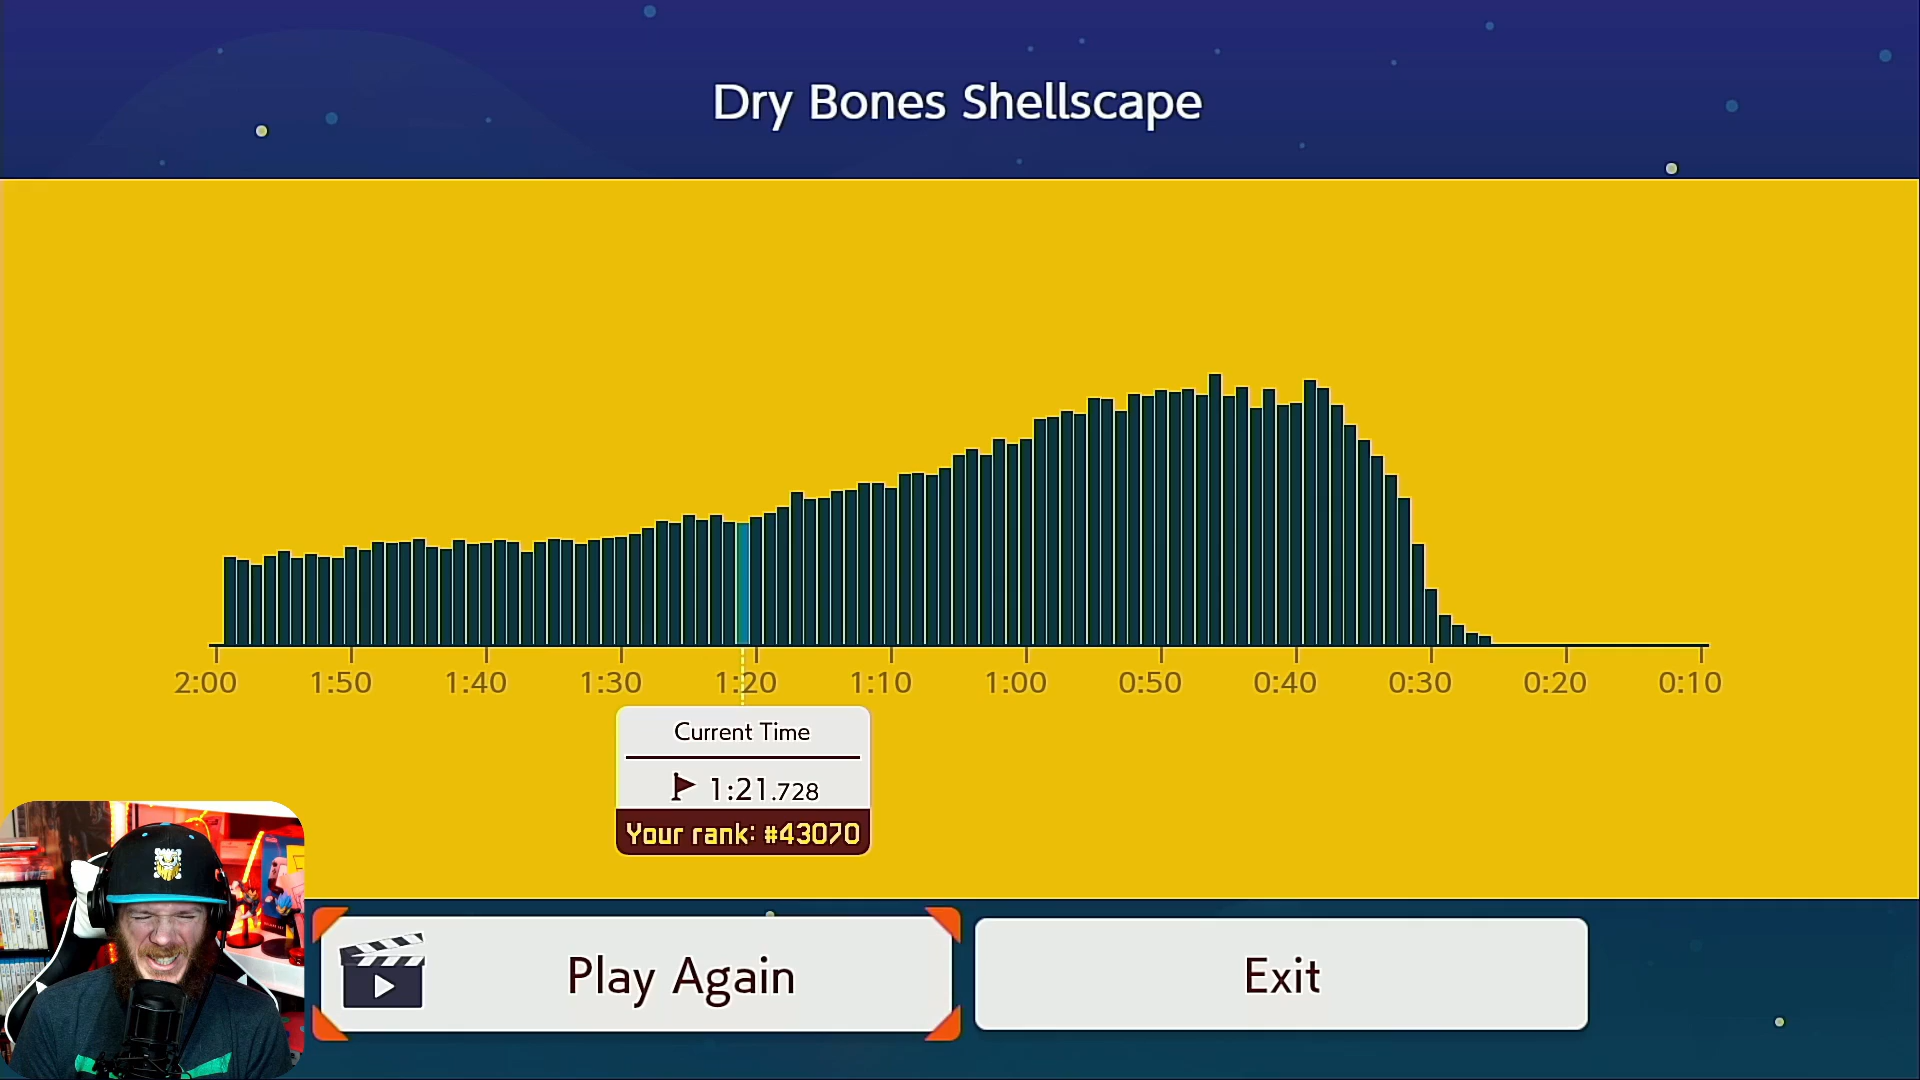 Dry Bones Shellscape
2:00 1:50 1:40 1:30 1:20 1:10 1:00 0:50 0:40 0:30 0:20 0:10
Current Time
1:21.728
Your rank: #43070
Play Again
Exit